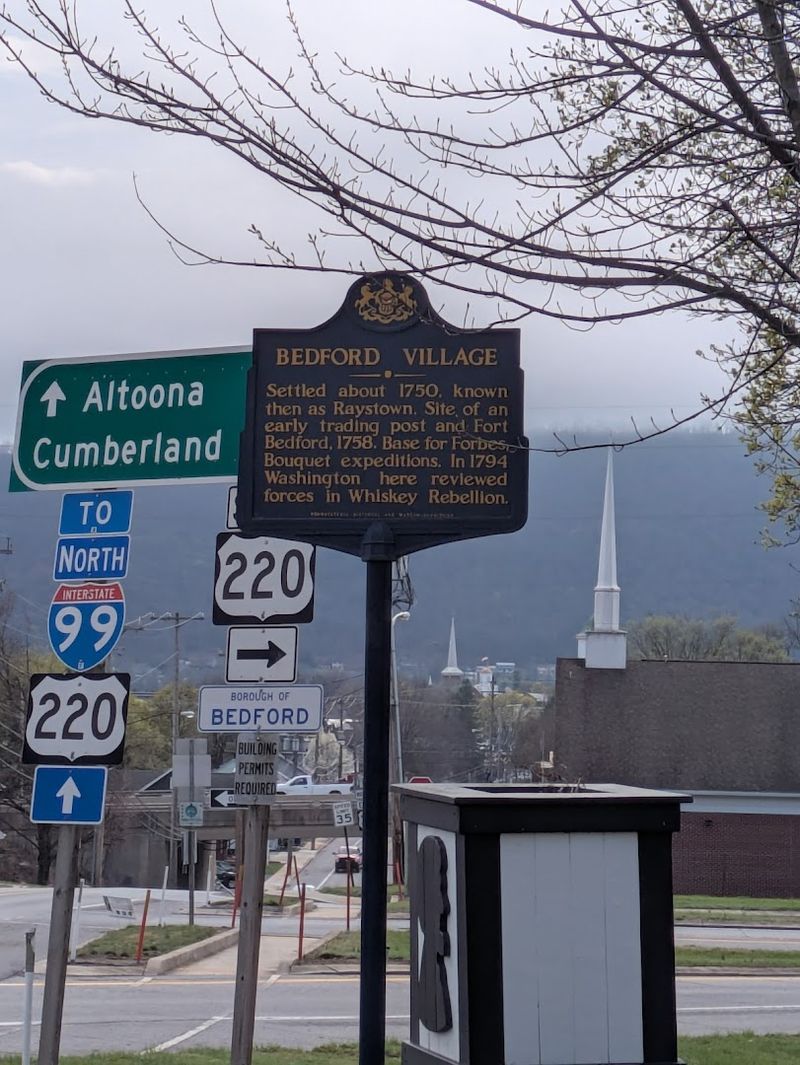 BEDFORD VILLAGE
Settled about 1750, known
then as Raystown. Site of an
early trading post and Fort
Bedford, 1758. Base for Forbes,
Bouquet expeditions. In 1794
Washington here reviewed
forces in Whiskey Rebellion.
Altoona
Cumberland
TO
NORTH
INTERSTATE
99
220
220
BOROUGH OF
BEDFORD
BUILDING
PERMITS
REQUIRED
SPEED
LIMIT
35